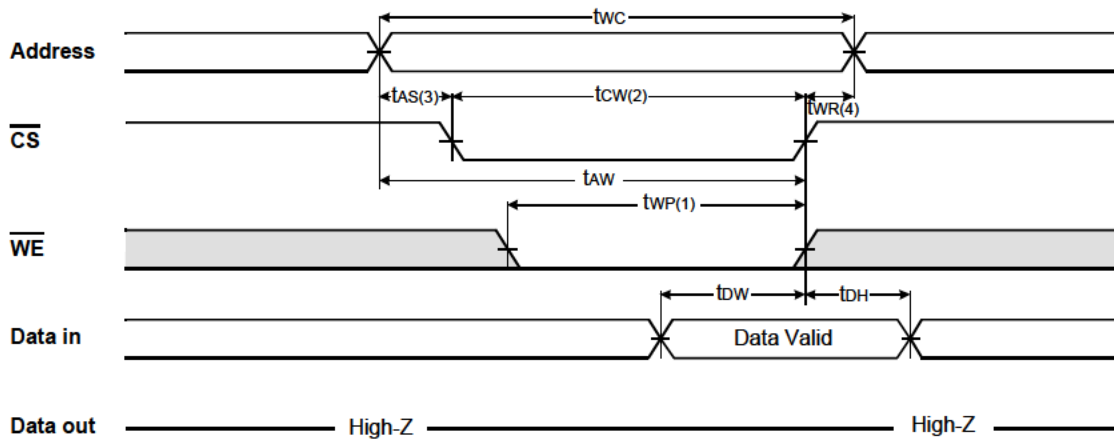 tWC
Address
tAS(3) tCW(2) tWR(4)
CS
tAW
tWP(1)
WE
tDW tDH
Data in Data Valid
Data out High-Z High-Z